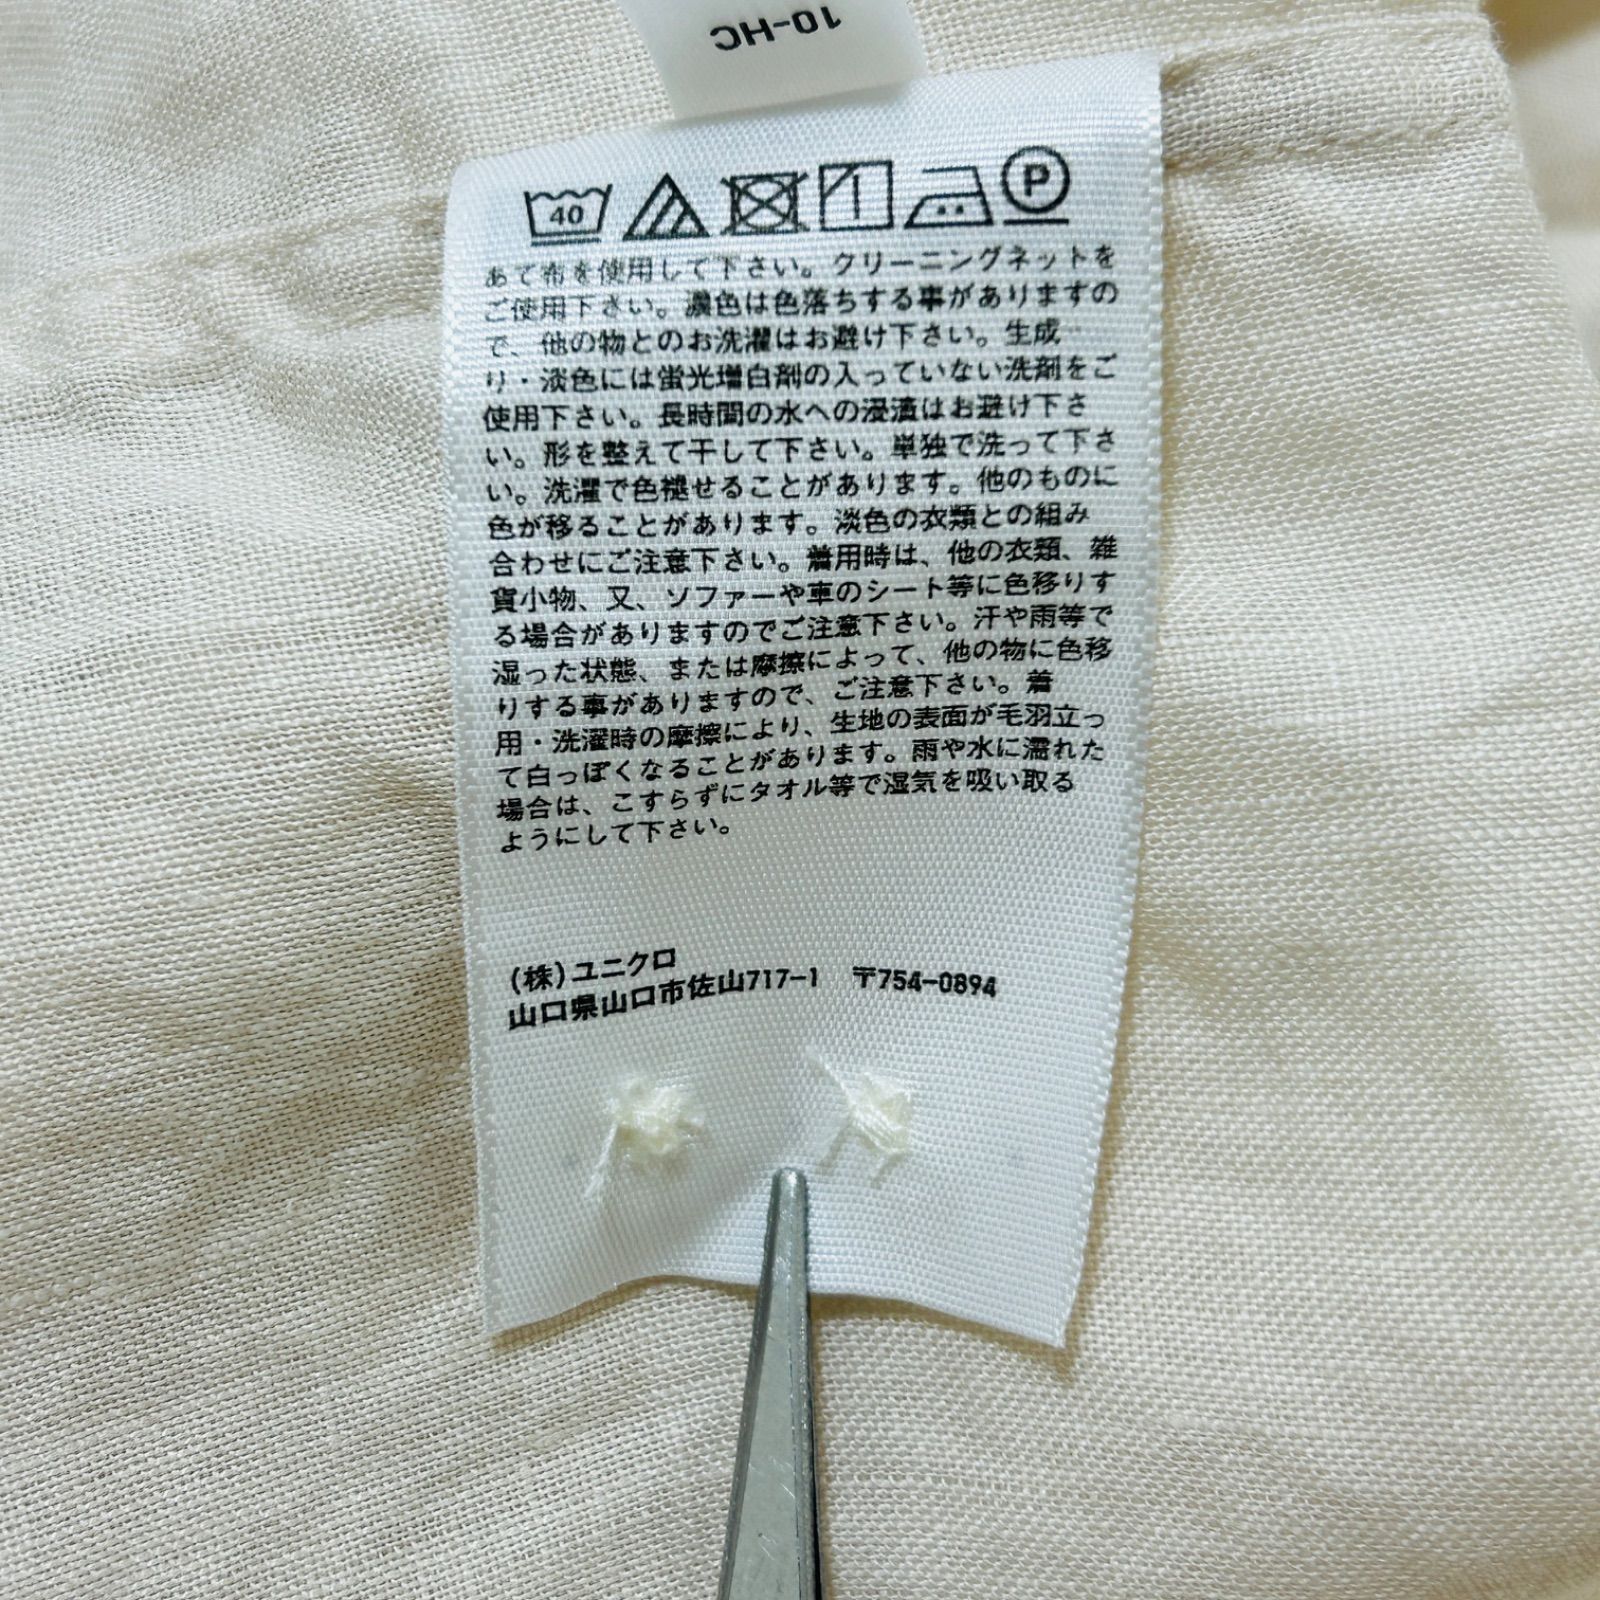 10-HC
40
P
あて布を使用して下さい。クリーニングネットを
ご使用下さい。濃色は色落ちする事がありますの
で、他の物とのお洗濯はお避け下さい。生成
り・淡色には蛍光増白剤の入っていない洗剤をご
使用下さい。長時間の水への浸漬はお避け下さ
い。形を整えて干して下さい。単独で洗って下さ
い。洗濯で色褪せることがあります。他のものに
色が移ることがあります。淡色の衣類との組み
合わせにご注意下さい。着用時は、他の衣類、雑
貨小物、又、ソファーや車のシート等に色移りす
る場合がありますのでご注意下さい。汗や雨等で
湿った状態、または摩擦によって、他の物に色移
りする事がありますので、ご注意下さい。着
用・洗濯時の摩擦により、生地の表面が毛羽立っ
て白っぽくなることがあります。雨や水に濡れた
場合は、こすらずにタオル等で湿気を吸い取る
ようにして下さい。
(株)ユニクロ
山口県山口市佐山717-1 〒754-0894